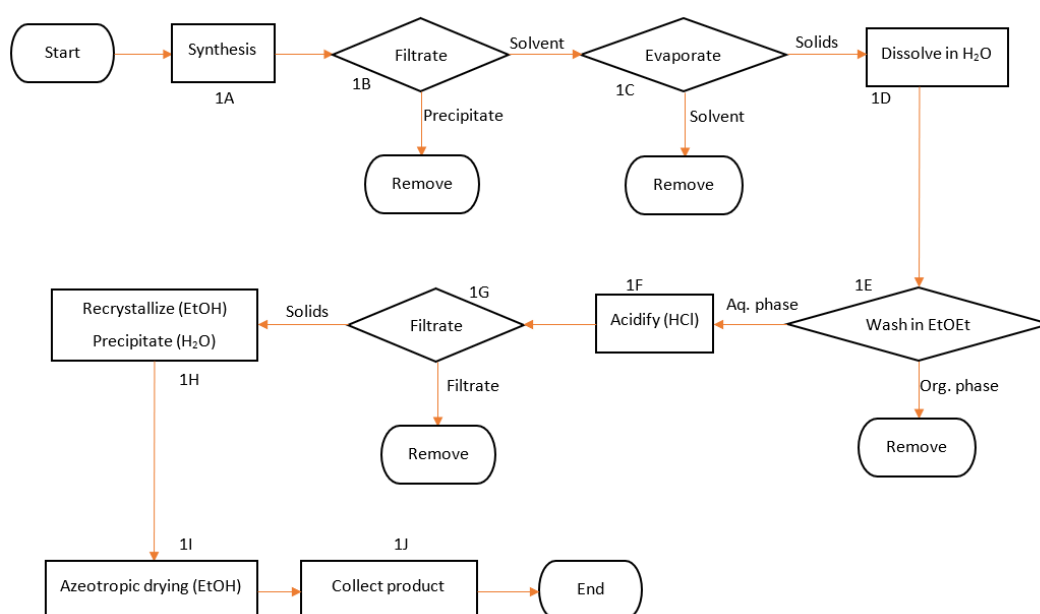 Start
Synthesis
1A
Filtrate
1B
Solvent
Precipitate
Remove
Evaporate
1C
Solids
Solvent
Remove
Dissolve in H₂O
1D
1E
Wash in EtOEt
Aq. phase
Org. phase
Remove
1F
Acidify (HCl)
1G
Filtrate
Solids
Filtrate
Remove
Recrystallize (EtOH)
Precipitate (H₂O)
1H
1I
Azeotropic drying (EtOH)
1J
Collect product
End